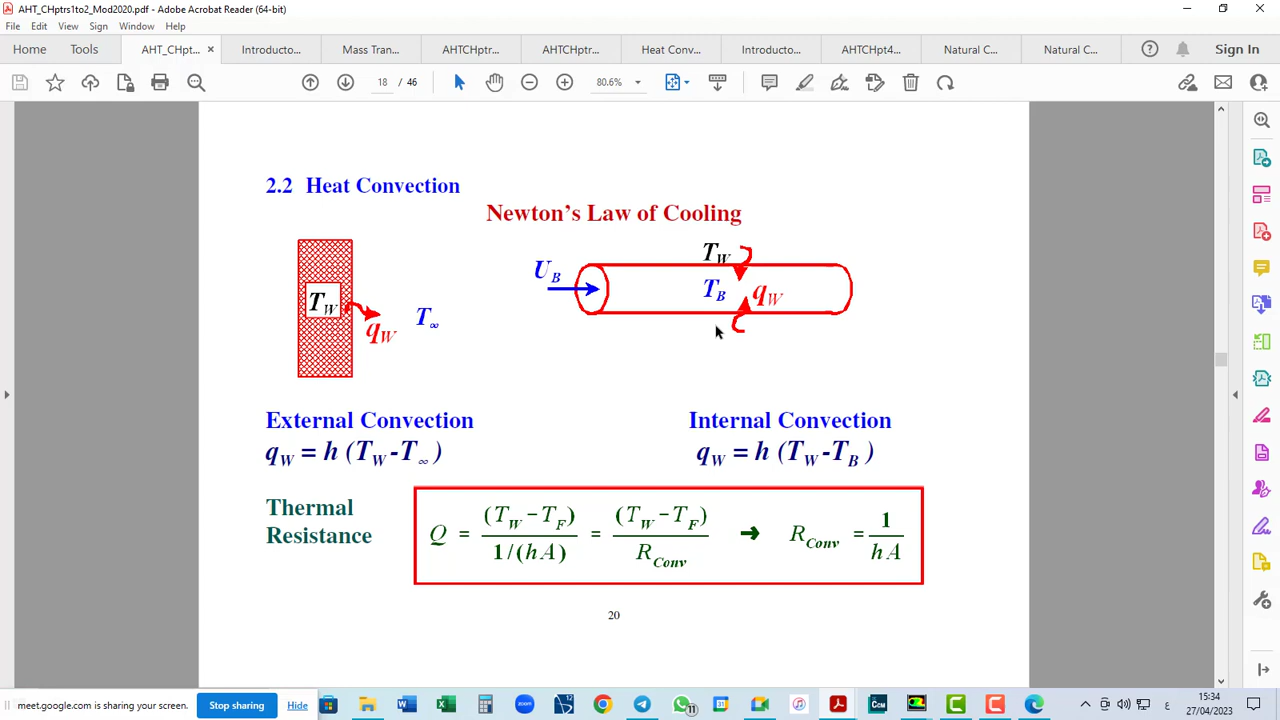 AHT_CHptrs1to2_Mod2020.pdf - Adobe Acrobat Reader (64-bit)
File Edit View Sign Window Help
Home Tools AHT_CHpt... × Introducto... Mass Tran... AHTCHptr... AHTCHptr... Heat Conv... Introducto... AHTCHpt4... Natural C... Natural C... Sign In
18 / 46 80.6%
2.2 Heat Convection
Newton's Law of Cooling
T_W
U_B
T_B
q_W
T_W
T_∞
q_W
External Convection Internal Convection
q_W = h (T_W-T_∞) q_W = h (T_W-T_B)
Thermal
Resistance
Q = (T_W − T_F) / 1/(hA) = (T_W − T_F) / R_Conv ➜ R_Conv = 1 / hA
20
meet.google.com is sharing your screen. Stop sharing Hide
zoom
11
31
Com
ع
15:34
27/04/2023